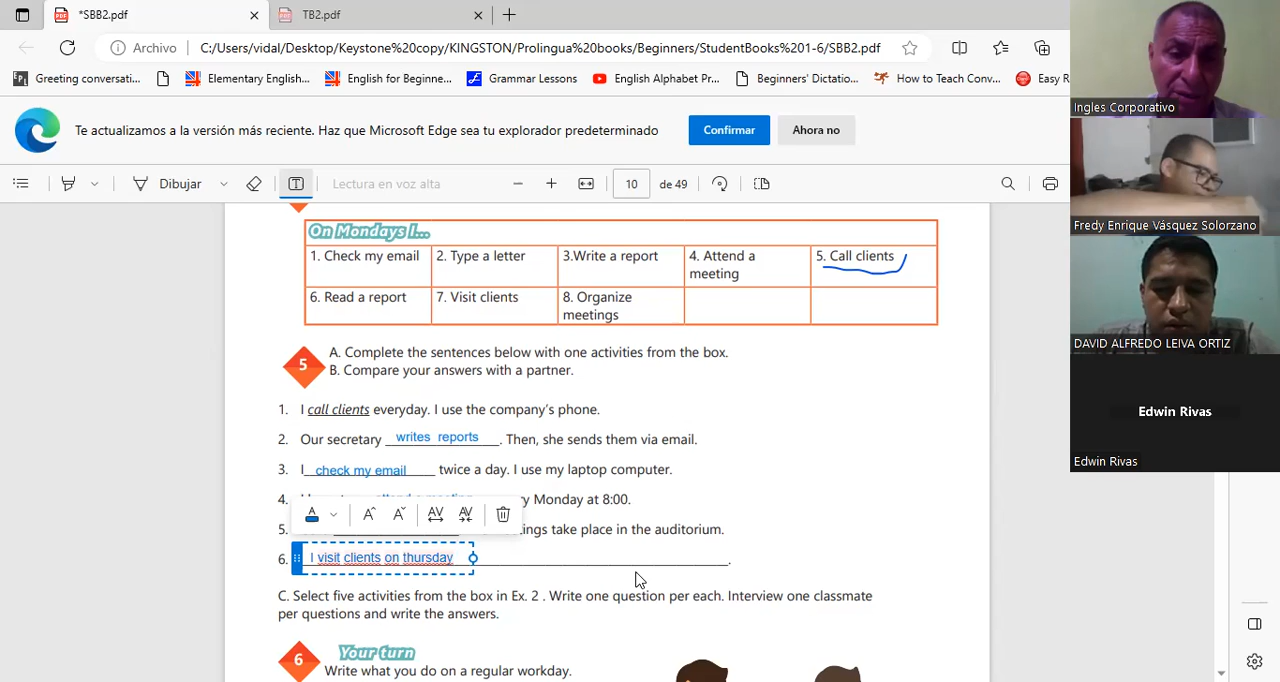 *SBB2.pdf
TB2.pdf
Archivo
C:/Users/vidal/Desktop/Keystone%20copy/KINGSTON/Prolingua%20books/Beginners/StudentBooks%201-6/SBB2.pdf
Greeting conversati...
Elementary English...
English for Beginne...
Grammar Lessons
English Alphabet Pr...
Beginners' Dictatio...
How to Teach Conv...
Easy R
Te actualizamos a la versión más reciente. Haz que Microsoft Edge sea tu explorador predeterminado
Confirmar
Ahora no
Dibujar
Lectura en voz alta
10
de 49
On Mondays I...
1. Check my email
2. Type a letter
3.Write a report
4. Attend a meeting
5. Call clients
6. Read a report
7. Visit clients
8. Organize meetings
5
A. Complete the sentences below with one activities from the box.
B. Compare your answers with a partner.
1. I call clients everyday. I use the company's phone.
2. Our secretary writes reports. Then, she sends them via email.
3. I check my email twice a day. I use my laptop computer.
4. attend a meeting ry Monday at 8:00.
5. tings take place in the auditorium.
6. I visit clients on thursday.
C. Select five activities from the box in Ex. 2 . Write one question per each. Interview one classmate
per questions and write the answers.
6
Your turn
Write what you do on a regular workday.
Ingles Corporativo
Fredy Enrique Vásquez Solorzano
DAVID ALFREDO LEIVA ORTIZ
Edwin Rivas
Edwin Rivas